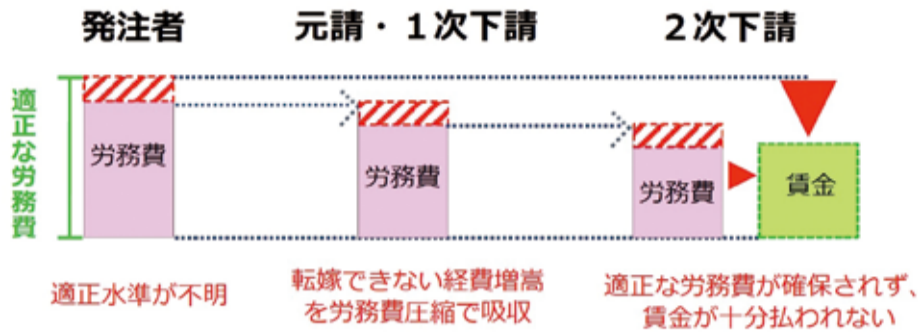 発注者
元請・1次下請
2次下請
適正な労務費
労務費
労務費
労務費
賃金
適正水準が不明
転嫁できない経費増嵩
を労務費圧縮で吸収
適正な労務費が確保されず、
賃金が十分払われない